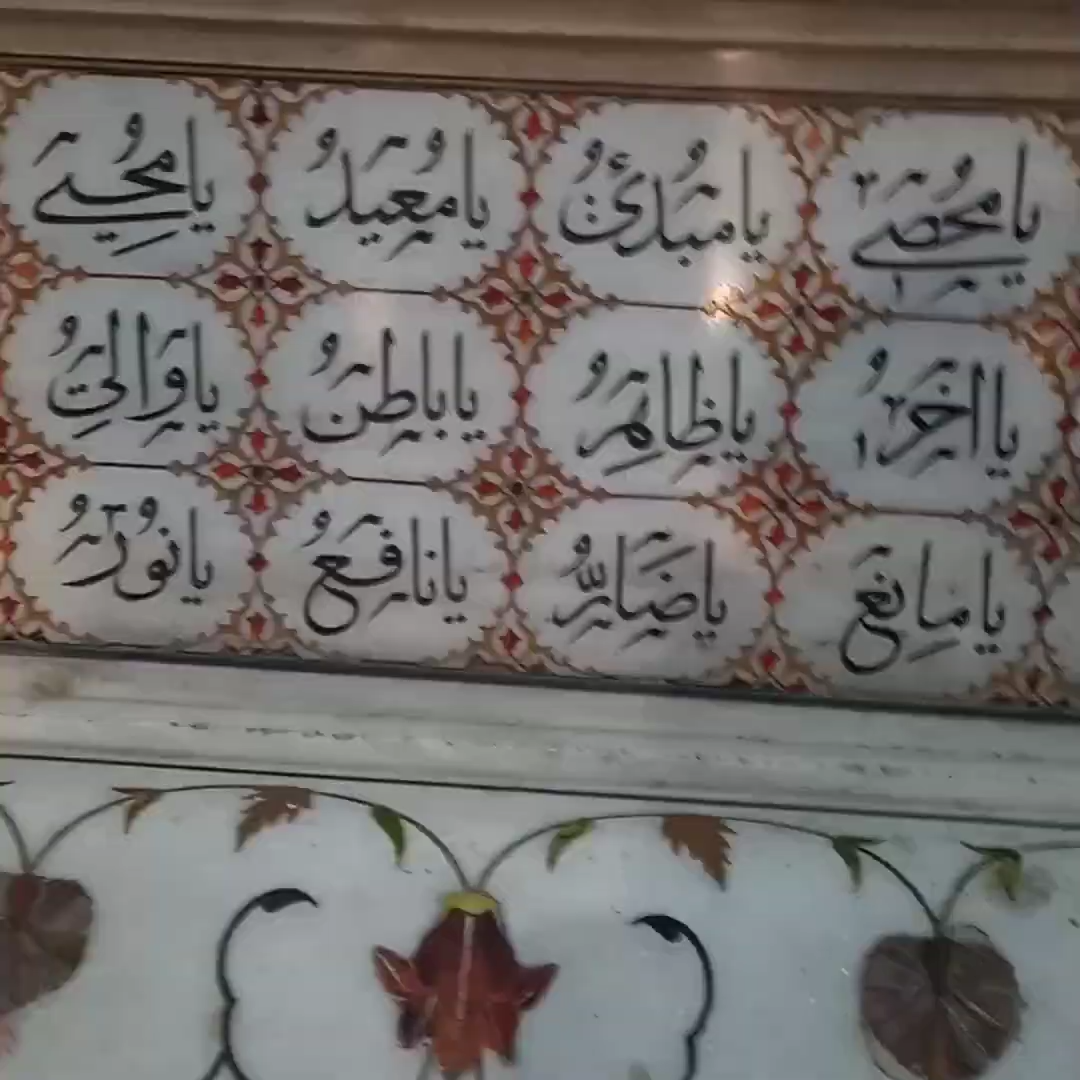 يا محصي يا مبدئ يا معيد يا محيي
يا اخر يا ظاهر يا باطن يا والي
يا مانع يا ضار يا نافع يا نور